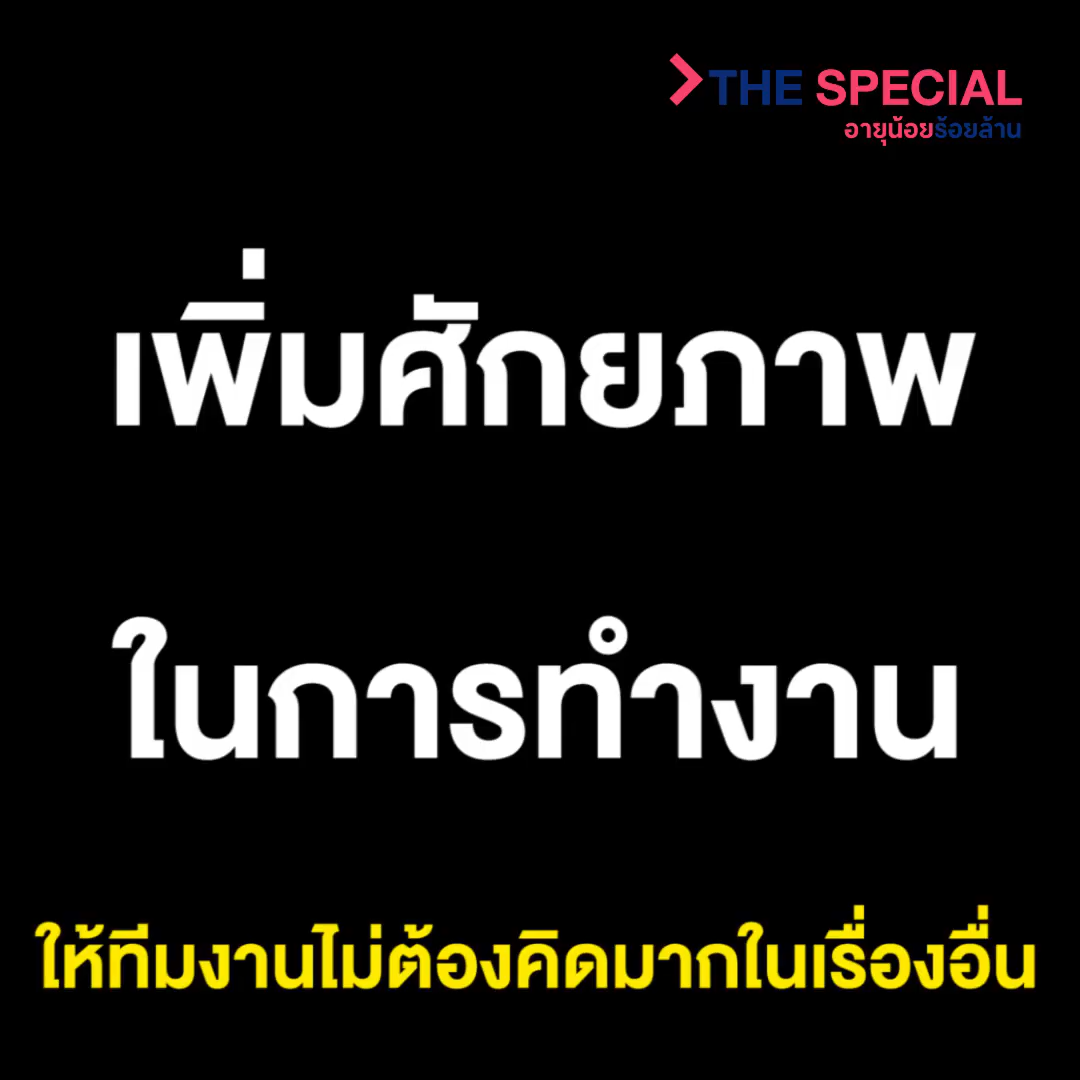 THE SPECIAL
อายุน้อยร้อยล้าน
เพิ่มศักยภาพ
ในการทำงาน
ให้ทีมงานไม่ต้องคิดมากในเรื่องอื่น